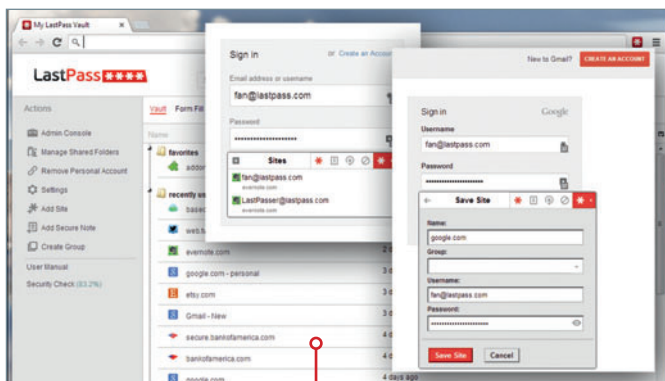 My LastPass Vault
LastPass
Actions
Admin Console
Manage Shared Folders
Remove Personal Account
Settings
Add Site
Add Secure Note
Create Group
User Manual
Security Check (83.2%)
Vault Form Fill
Name
favorites
recently
evernote.com
google.com - personal
3 d
etsy.com
3 d
Gmail - New
3 d
secure.bankofamerica.com
4 d
bankofamerica.com
4 d
google.com
4 days ago
Sign in
or Create an Account
Email address or username
fan@lastpass.com
Password
Sites
fan@lastpass.com
evernote.com
LastPasser@lastpass.com
evernote.com
New to Gmail?
CREATE AN ACCOUNT
Sign in
Google
Username
fan@lastpass.com
Password
Save Site
Name:
google.com
Group:
Username:
fan@lastpass.com
Password:
Save Site
Cancel